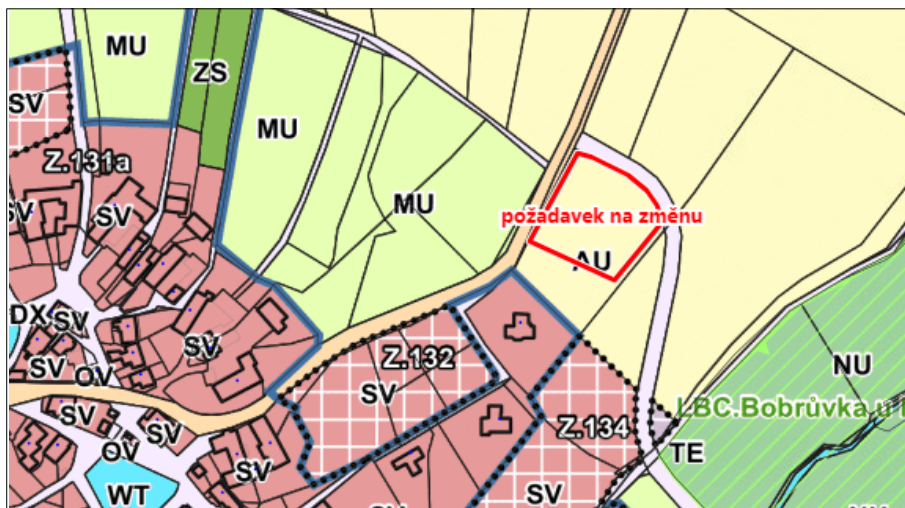 MU
ZS
SV
MU
Z.131a
MU
SV
SV
požadavek na změnu
AU
DX
SV
SV
SV
OV
Z.132
SV
NU
SV
SV
LBC.Bobrůvka u
OV
SV
Z.134
TE
WT
SV
SV